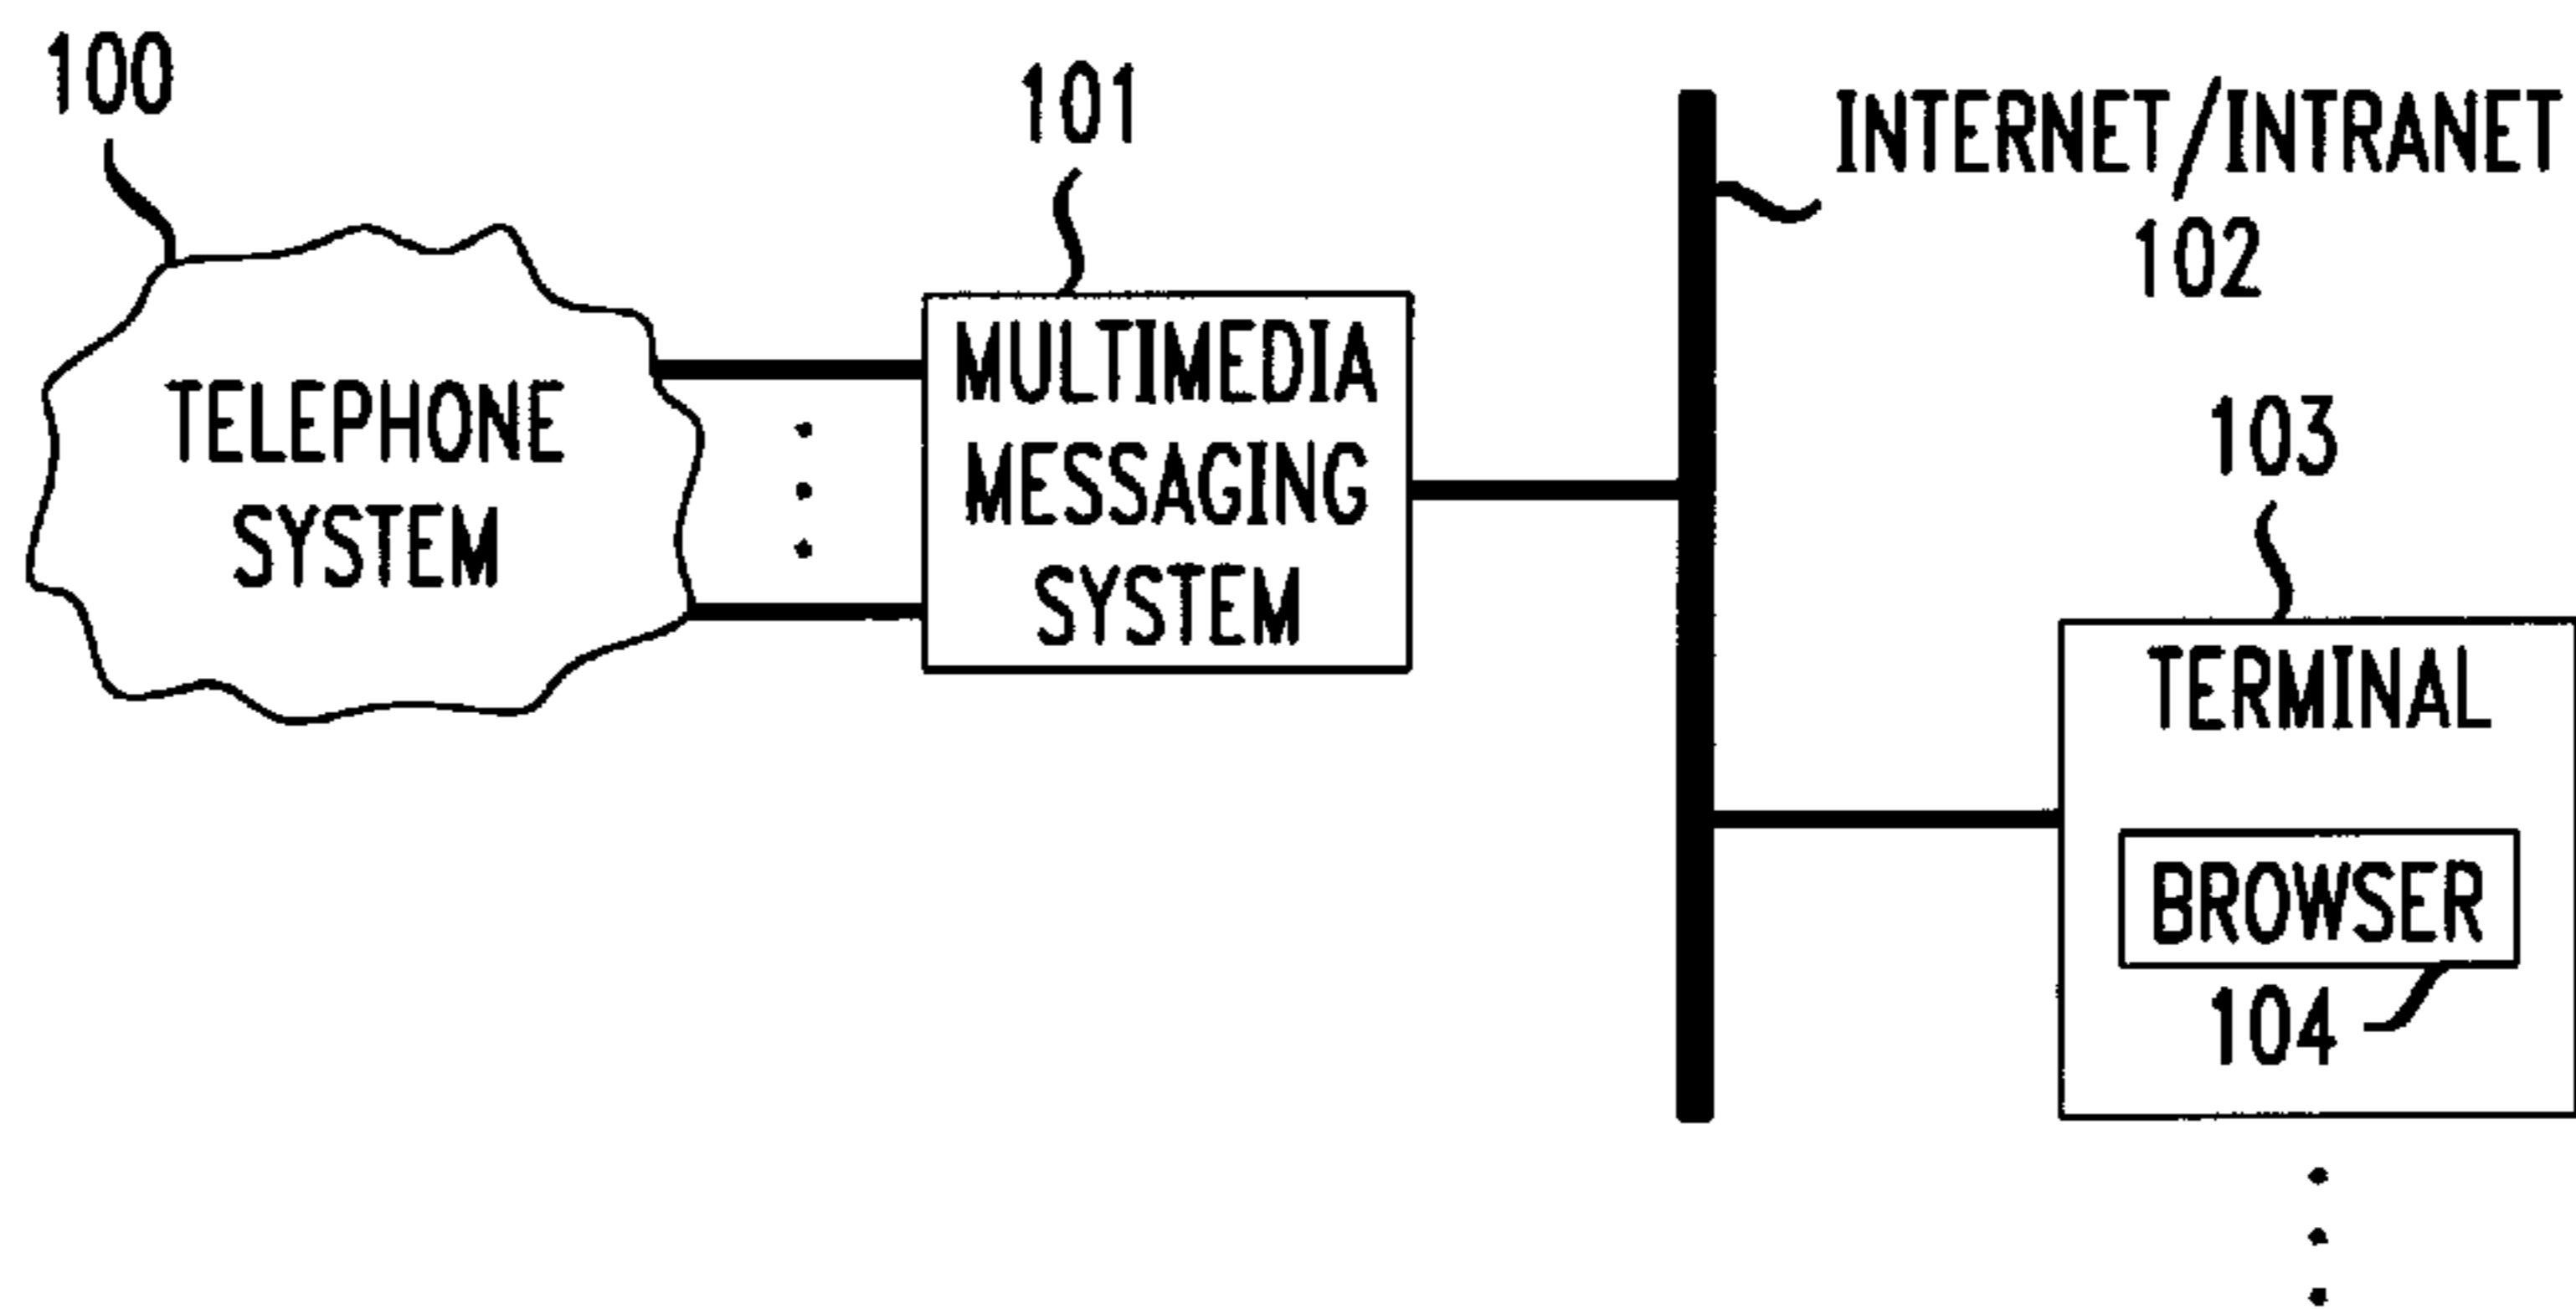 100
TELEPHONE
SYSTEM
101
MULTIMEDIA
MESSAGING
SYSTEM
INTERNET/INTRANET
102
103
TERMINAL
BROWSER
104